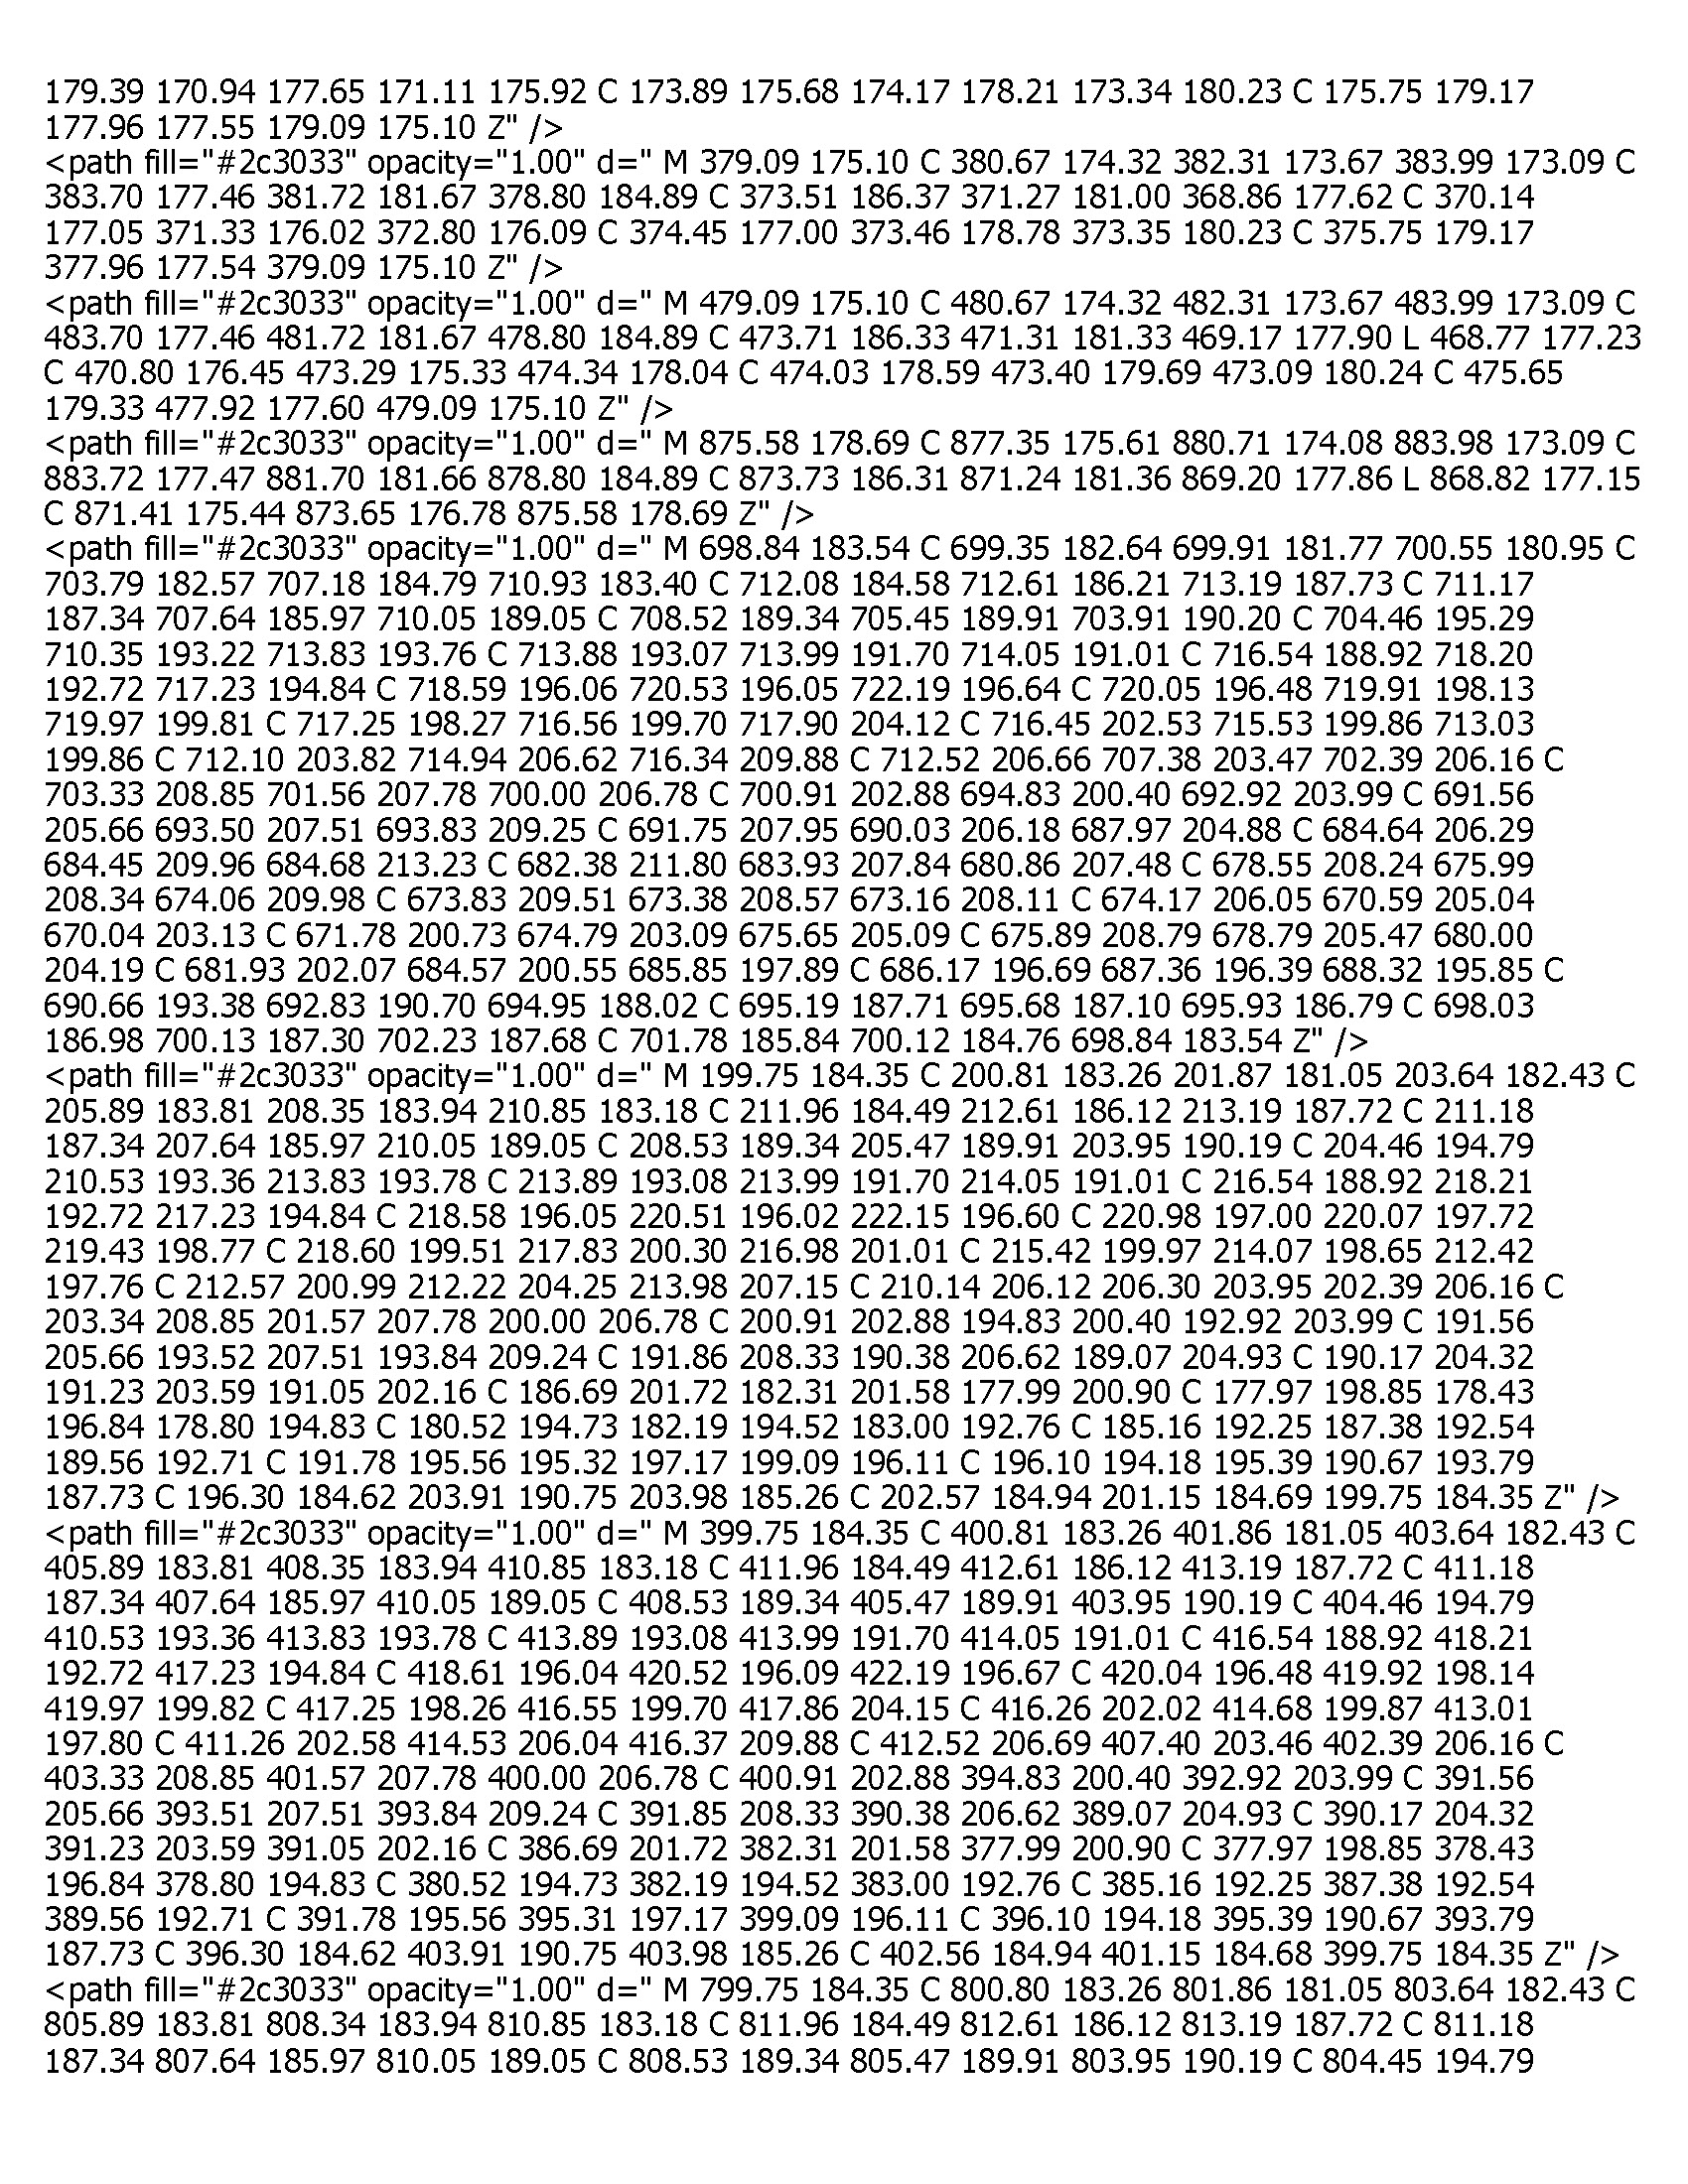 179.39 170.94 177.65 171.11 175.92 C 173.89 175.68 174.17 178.21 173.34 180.23 C 175.75 179.17
177.96 177.55 179.09 175.10 Z" />
<path fill="#2c3033" opacity="1.00" d=" M 379.09 175.10 C 380.67 174.32 382.31 173.67 383.99 173.09 C
383.70 177.46 381.72 181.67 378.80 184.89 C 373.51 186.37 371.27 181.00 368.86 177.62 C 370.14
177.05 371.33 176.02 372.80 176.09 C 374.45 177.00 373.46 178.78 373.35 180.23 C 375.75 179.17
377.96 177.54 379.09 175.10 Z" />
<path fill="#2c3033" opacity="1.00" d=" M 479.09 175.10 C 480.67 174.32 482.31 173.67 483.99 173.09 C
483.70 177.46 481.72 181.67 478.80 184.89 C 473.71 186.33 471.31 181.33 469.17 177.90 L 468.77 177.23
C 470.80 176.45 473.29 175.33 474.34 178.04 C 474.03 178.59 473.40 179.69 473.09 180.24 C 475.65
179.33 477.92 177.60 479.09 175.10 Z" />
<path fill="#2c3033" opacity="1.00" d=" M 875.58 178.69 C 877.35 175.61 880.71 174.08 883.98 173.09 C
883.72 177.47 881.70 181.66 878.80 184.89 C 873.73 186.31 871.24 181.36 869.20 177.86 L 868.82 177.15
C 871.41 175.44 873.65 176.78 875.58 178.69 Z" />
<path fill="#2c3033" opacity="1.00" d=" M 698.84 183.54 C 699.35 182.64 699.91 181.77 700.55 180.95 C
703.79 182.57 707.18 184.79 710.93 183.40 C 712.08 184.58 712.61 186.21 713.19 187.73 C 711.17
187.34 707.64 185.97 710.05 189.05 C 708.52 189.34 705.45 189.91 703.91 190.20 C 704.46 195.29
710.35 193.22 713.83 193.76 C 713.88 193.07 713.99 191.70 714.05 191.01 C 716.54 188.92 718.20
192.72 717.23 194.84 C 718.59 196.06 720.53 196.05 722.19 196.64 C 720.05 196.48 719.91 198.13
719.97 199.81 C 717.25 198.27 716.56 199.70 717.90 204.12 C 716.45 202.53 715.53 199.86 713.03
199.86 C 712.10 203.82 714.94 206.62 716.34 209.88 C 712.52 206.66 707.38 203.47 702.39 206.16 C
703.33 208.85 701.56 207.78 700.00 206.78 C 700.91 202.88 694.83 200.40 692.92 203.99 C 691.56
205.66 693.50 207.51 693.83 209.25 C 691.75 207.95 690.03 206.18 687.97 204.88 C 684.64 206.29
684.45 209.96 684.68 213.23 C 682.38 211.80 683.93 207.84 680.86 207.48 C 678.55 208.24 675.99
208.34 674.06 209.98 C 673.83 209.51 673.38 208.57 673.16 208.11 C 674.17 206.05 670.59 205.04
670.04 203.13 C 671.78 200.73 674.79 203.09 675.65 205.09 C 675.89 208.79 678.79 205.47 680.00
204.19 C 681.93 202.07 684.57 200.55 685.85 197.89 C 686.17 196.69 687.36 196.39 688.32 195.85 C
690.66 193.38 692.83 190.70 694.95 188.02 C 695.19 187.71 695.68 187.10 695.93 186.79 C 698.03
186.98 700.13 187.30 702.23 187.68 C 701.78 185.84 700.12 184.76 698.84 183.54 Z" />
<path fill="#2c3033" opacity="1.00" d=" M 199.75 184.35 C 200.81 183.26 201.87 181.05 203.64 182.43 C
205.89 183.81 208.35 183.94 210.85 183.18 C 211.96 184.49 212.61 186.12 213.19 187.72 C 211.18
187.34 207.64 185.97 210.05 189.05 C 208.53 189.34 205.47 189.91 203.95 190.19 C 204.46 194.79
210.53 193.36 213.83 193.78 C 213.89 193.08 213.99 191.70 214.05 191.01 C 216.54 188.92 218.21
192.72 217.23 194.84 C 218.58 196.05 220.51 196.02 222.15 196.60 C 220.98 197.00 220.07 197.72
219.43 198.77 C 218.60 199.51 217.83 200.30 216.98 201.01 C 215.42 199.97 214.07 198.65 212.42
197.76 C 212.57 200.99 212.22 204.25 213.98 207.15 C 210.14 206.12 206.30 203.95 202.39 206.16 C
203.34 208.85 201.57 207.78 200.00 206.78 C 200.91 202.88 194.83 200.40 192.92 203.99 C 191.56
205.66 193.52 207.51 193.84 209.24 C 191.86 208.33 190.38 206.62 189.07 204.93 C 190.17 204.32
191.23 203.59 191.05 202.16 C 186.69 201.72 182.31 201.58 177.99 200.90 C 177.97 198.85 178.43
196.84 178.80 194.83 C 180.52 194.73 182.19 194.52 183.00 192.76 C 185.16 192.25 187.38 192.54
189.56 192.71 C 191.78 195.56 195.32 197.17 199.09 196.11 C 196.10 194.18 195.39 190.67 193.79
187.73 C 196.30 184.62 203.91 190.75 203.98 185.26 C 202.57 184.94 201.15 184.69 199.75 184.35 Z" />
<path fill="#2c3033" opacity="1.00" d=" M 399.75 184.35 C 400.81 183.26 401.86 181.05 403.64 182.43 C
405.89 183.81 408.35 183.94 410.85 183.18 C 411.96 184.49 412.61 186.12 413.19 187.72 C 411.18
187.34 407.64 185.97 410.05 189.05 C 408.53 189.34 405.47 189.91 403.95 190.19 C 404.46 194.79
410.53 193.36 413.83 193.78 C 413.89 193.08 413.99 191.70 414.05 191.01 C 416.54 188.92 418.21
192.72 417.23 194.84 C 418.61 196.04 420.52 196.09 422.19 196.67 C 420.04 196.48 419.92 198.14
419.97 199.82 C 417.25 198.26 416.55 199.70 417.86 204.15 C 416.26 202.02 414.68 199.87 413.01
197.80 C 411.26 202.58 414.53 206.04 416.37 209.88 C 412.52 206.69 407.40 203.46 402.39 206.16 C
403.33 208.85 401.57 207.78 400.00 206.78 C 400.91 202.88 394.83 200.40 392.92 203.99 C 391.56
205.66 393.51 207.51 393.84 209.24 C 391.85 208.33 390.38 206.62 389.07 204.93 C 390.17 204.32
391.23 203.59 391.05 202.16 C 386.69 201.72 382.31 201.58 377.99 200.90 C 377.97 198.85 378.43
196.84 378.80 194.83 C 380.52 194.73 382.19 194.52 383.00 192.76 C 385.16 192.25 387.38 192.54
389.56 192.71 C 391.78 195.56 395.31 197.17 399.09 196.11 C 396.10 194.18 395.39 190.67 393.79
187.73 C 396.30 184.62 403.91 190.75 403.98 185.26 C 402.56 184.94 401.15 184.68 399.75 184.35 Z" />
<path fill="#2c3033" opacity="1.00" d=" M 799.75 184.35 C 800.80 183.26 801.86 181.05 803.64 182.43 C
805.89 183.81 808.34 183.94 810.85 183.18 C 811.96 184.49 812.61 186.12 813.19 187.72 C 811.18
187.34 807.64 185.97 810.05 189.05 C 808.53 189.34 805.47 189.91 803.95 190.19 C 804.45 194.79